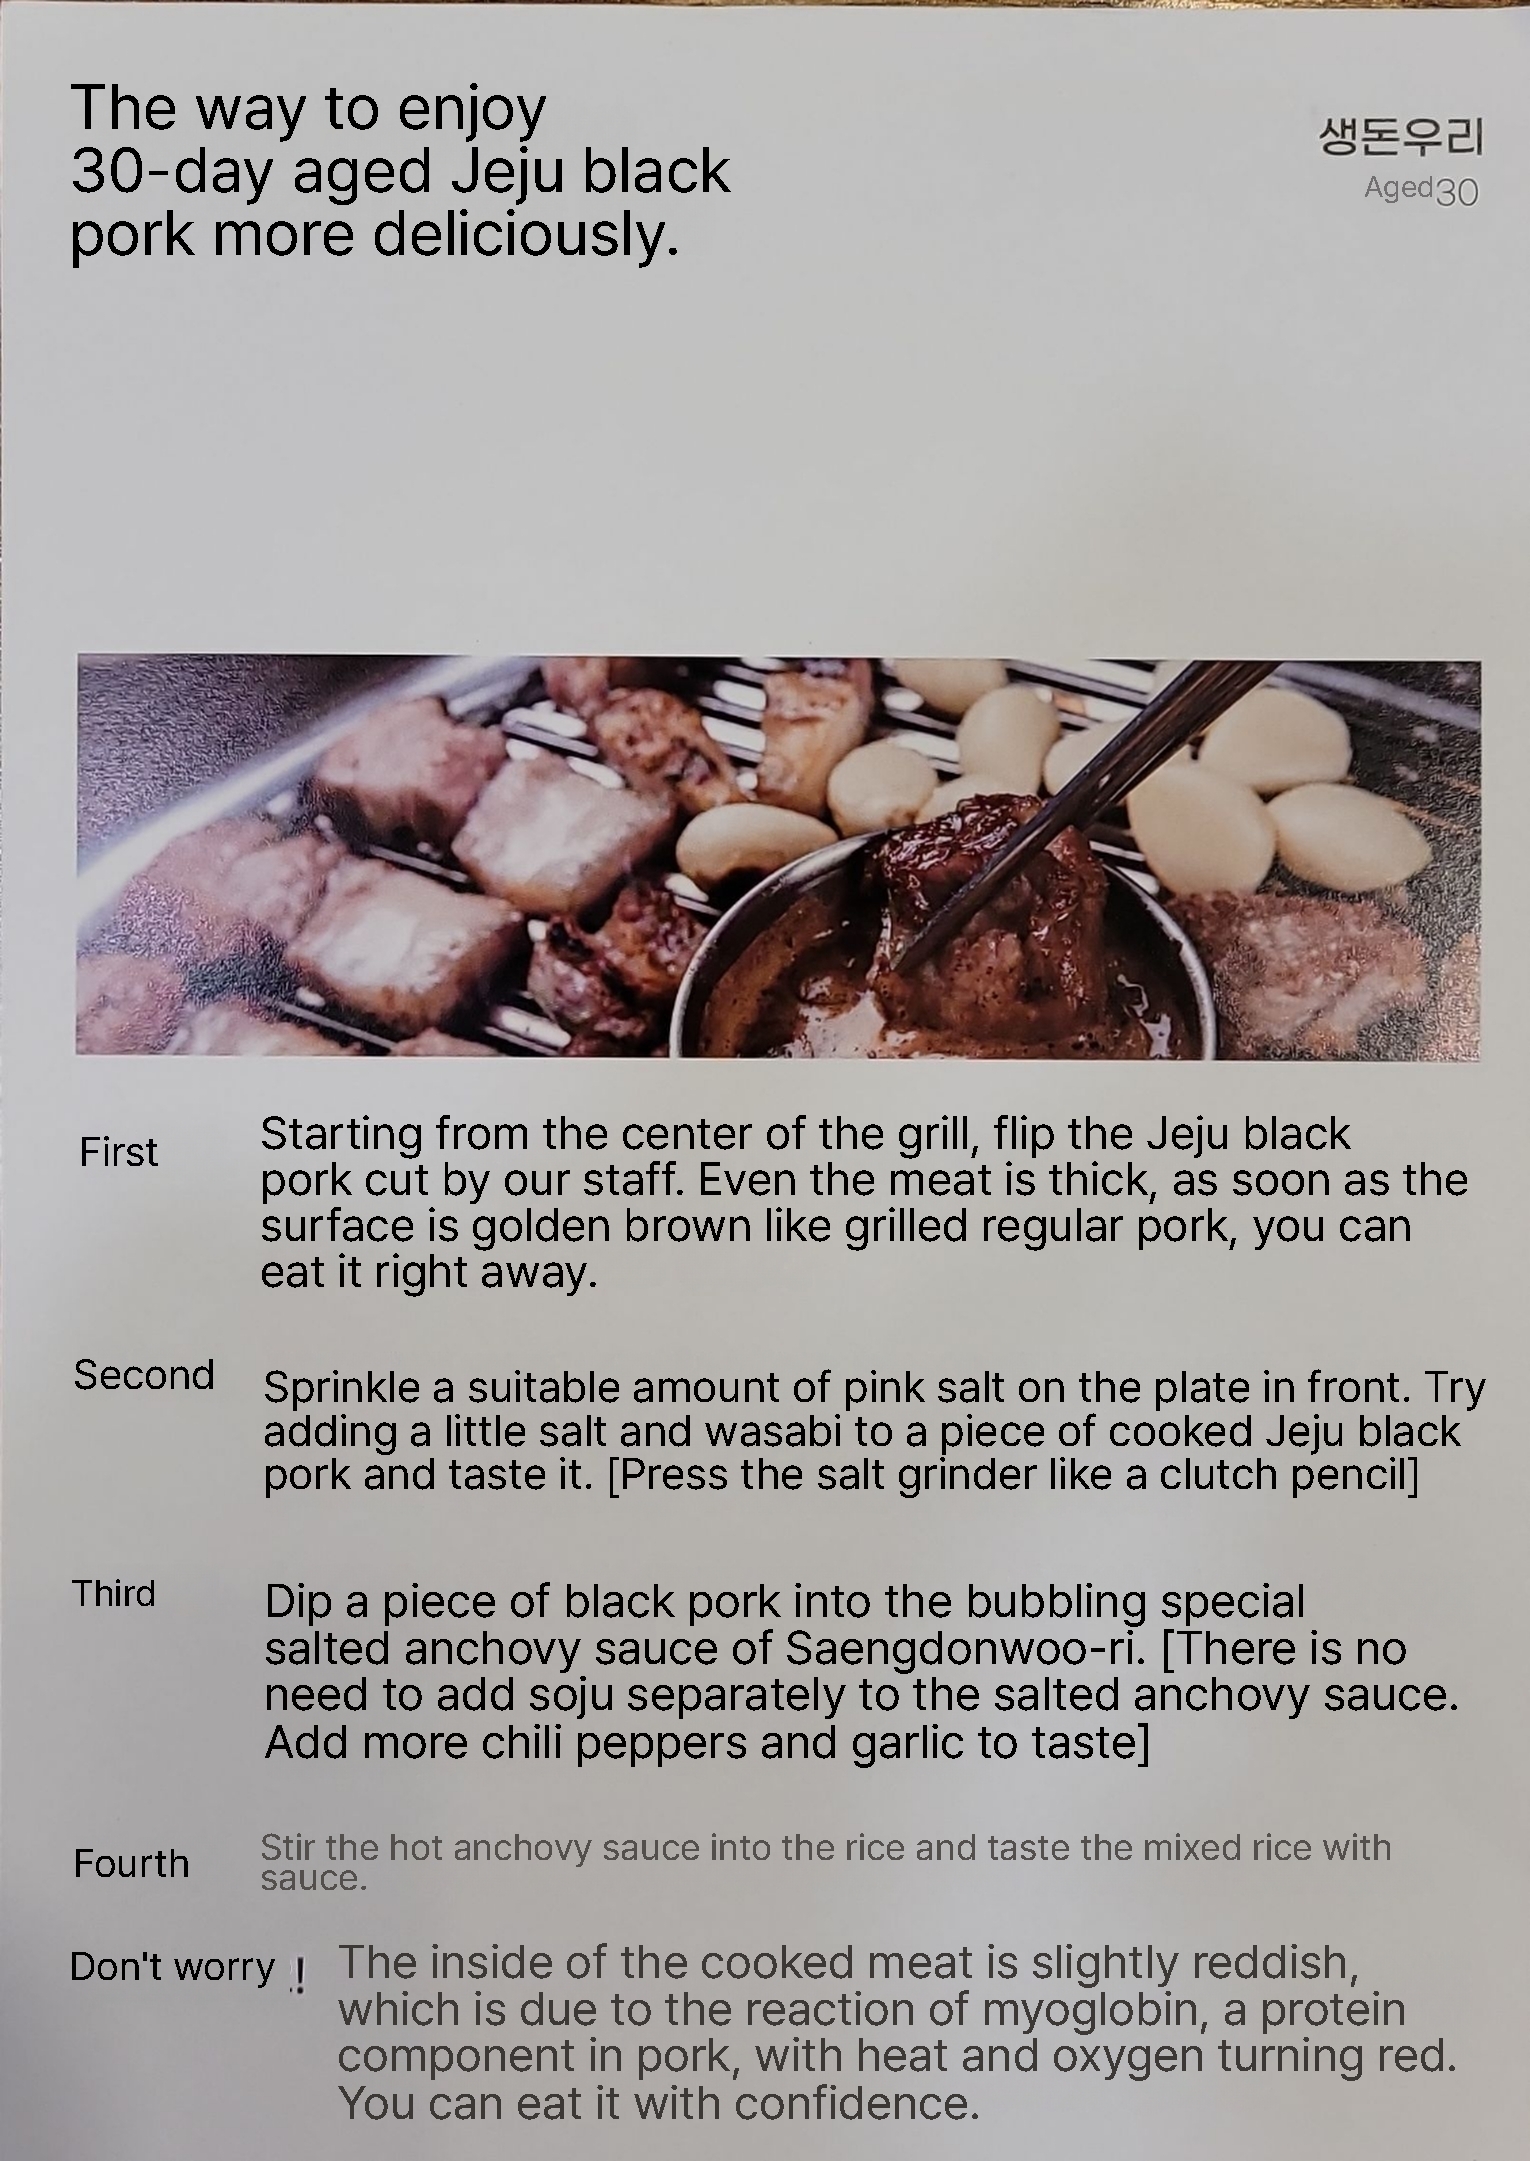 The way to enjoy
30-day aged Jeju black
pork more deliciously.
생돈우리
Aged30
First
Starting from the center of the grill, flip the Jeju black
pork cut by our staff. Even the meat is thick, as soon as the
surface is golden brown like grilled regular pork, you can
eat it right away.
Second
Sprinkle a suitable amount of pink salt on the plate in front. Try
adding a little salt and wasabi to a piece of cooked Jeju black
pork and taste it. [Press the salt grinder like a clutch pencil]
Third
Dip a piece of black pork into the bubbling special
salted anchovy sauce of Saengdonwoo-ri. [There is no
need to add soju separately to the salted anchovy sauce.
Add more chili peppers and garlic to taste]
Fourth
Stir the hot anchovy sauce into the rice and taste the mixed rice with
sauce.
Don't worry !
The inside of the cooked meat is slightly reddish,
which is due to the reaction of myoglobin, a protein
component in pork, with heat and oxygen turning red.
You can eat it with confidence.